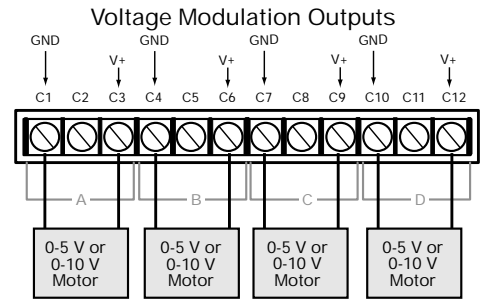 Voltage Modulation Outputs
GND GND GND GND
V+ V+ V+ V+
C1 C2 C3 C4 C5 C6 C7 C8 C9 C10 C11 C12
A B C D
0-5 V or 0-5 V or 0-5 V or 0-5 V or
0-10 V 0-10 V 0-10 V 0-10 V
Motor Motor Motor Motor